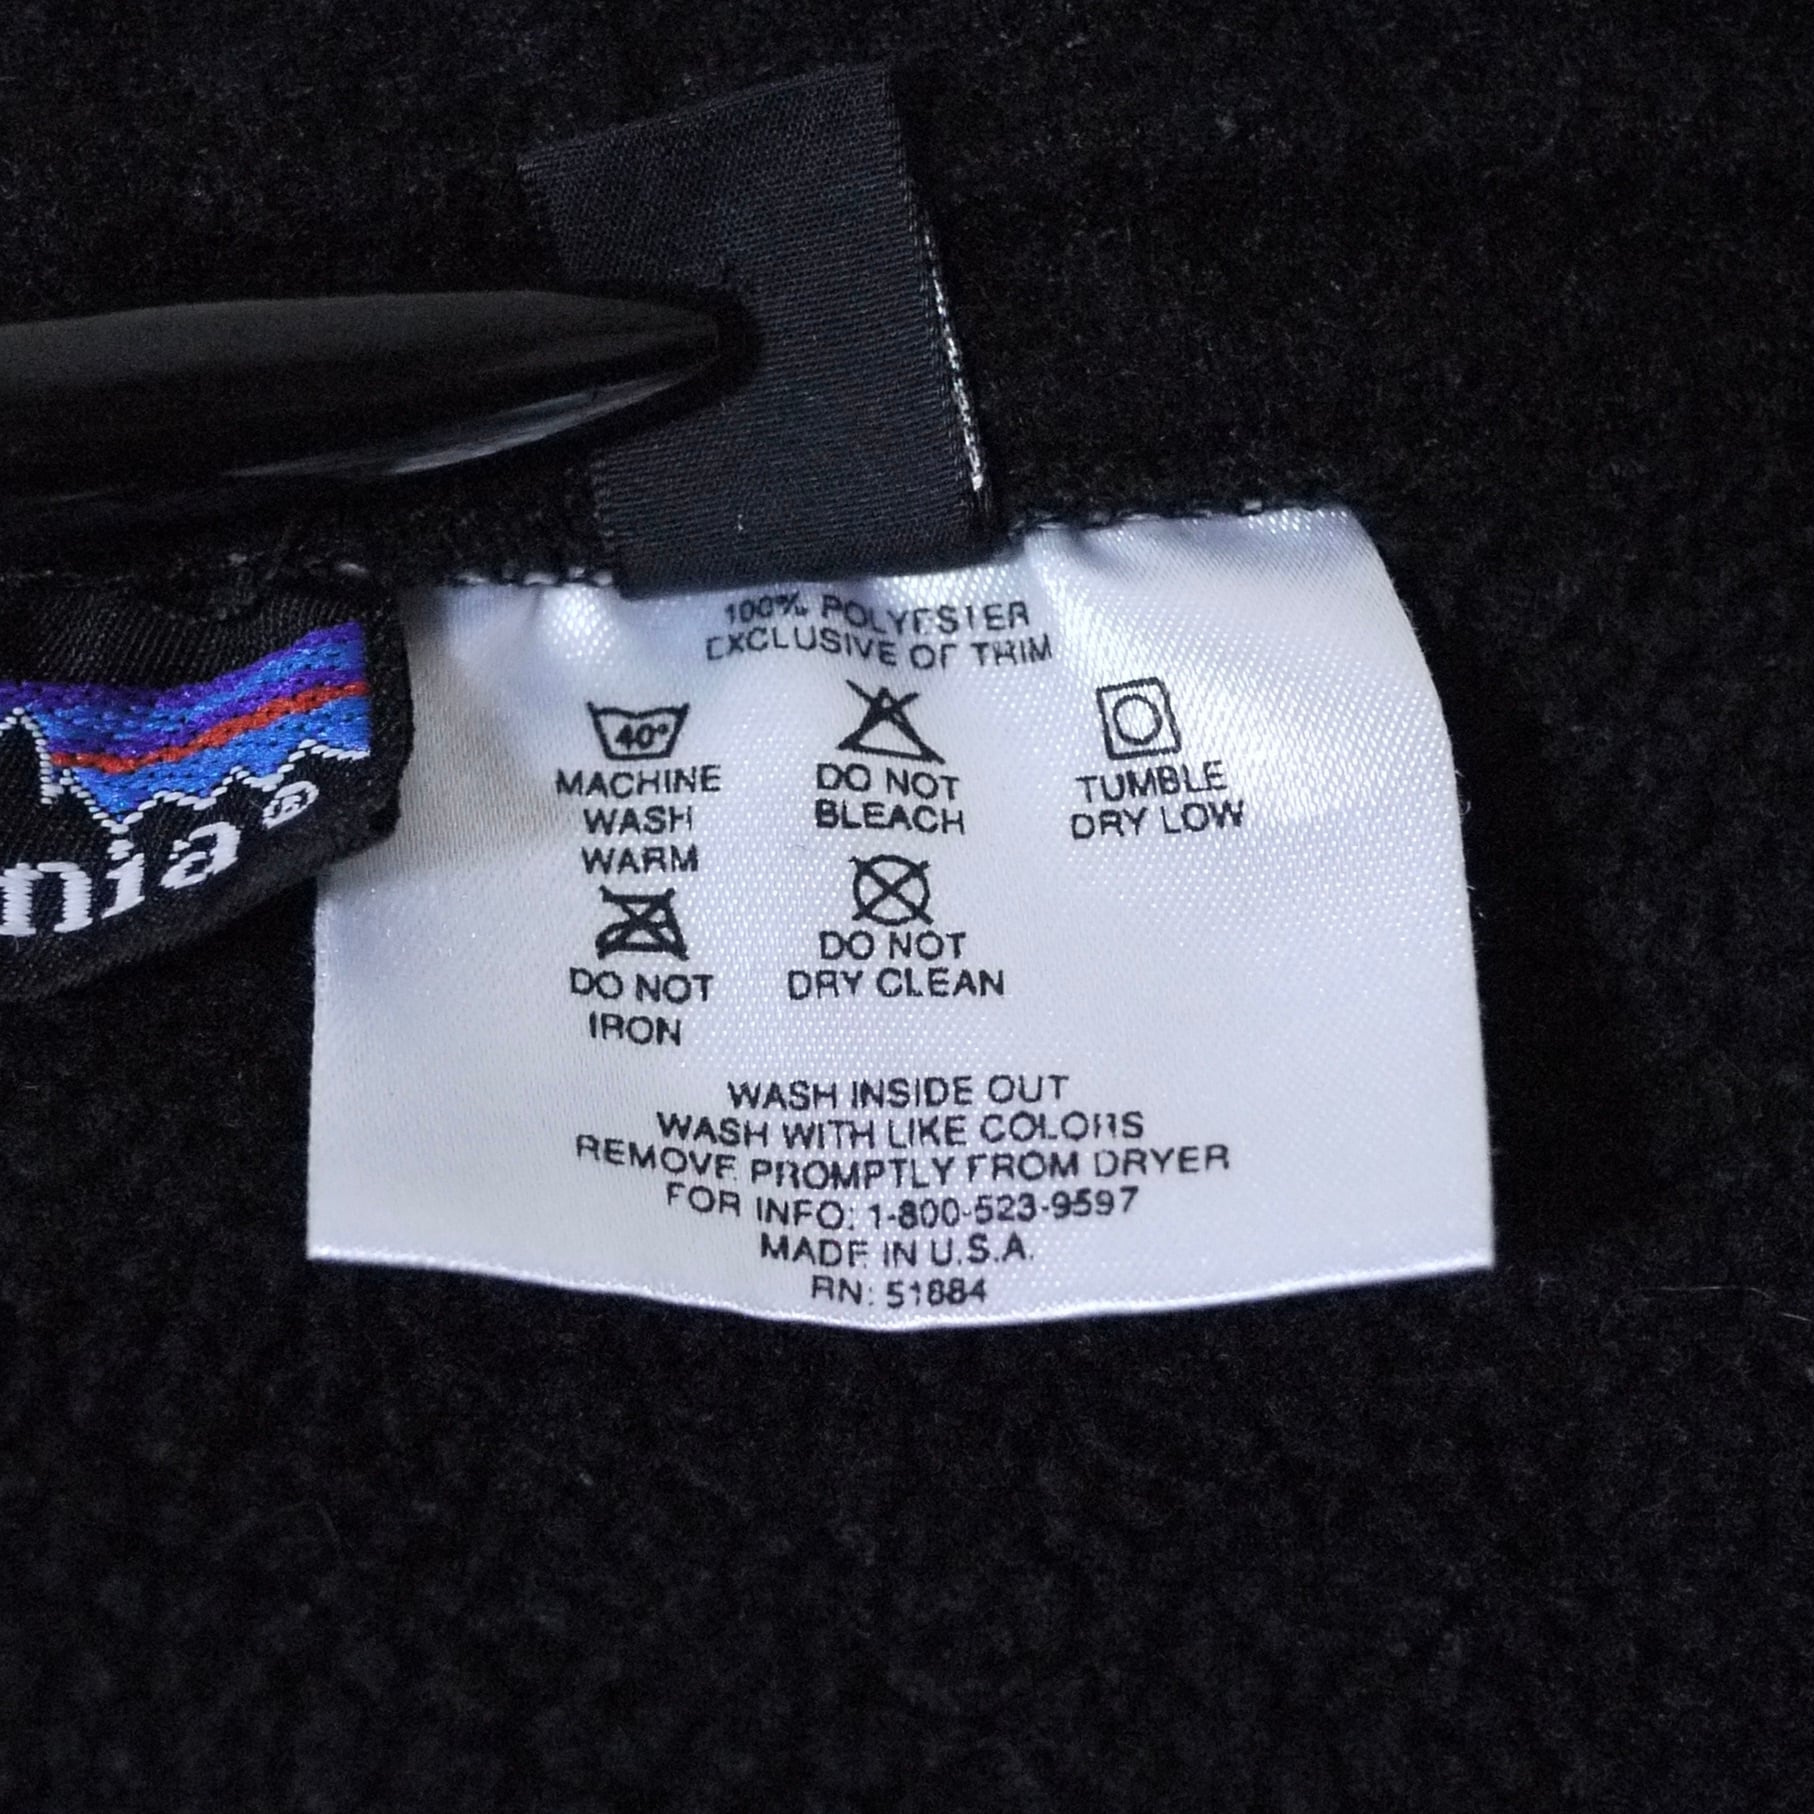 nia®
100% POLYESTER
EXCLUSIVE OF TRIM
40°
MACHINE
WASH
WARM
DO NOT
BLEACH
TUMBLE
DRY LOW
DO NOT
IRON
DO NOT
DRY CLEAN
WASH INSIDE OUT
WASH WITH LIKE COLORS
REMOVE PROMPTLY FROM DRYER
FOR INFO: 1-800-523-9597
MADE IN U.S.A.
RN: 51884